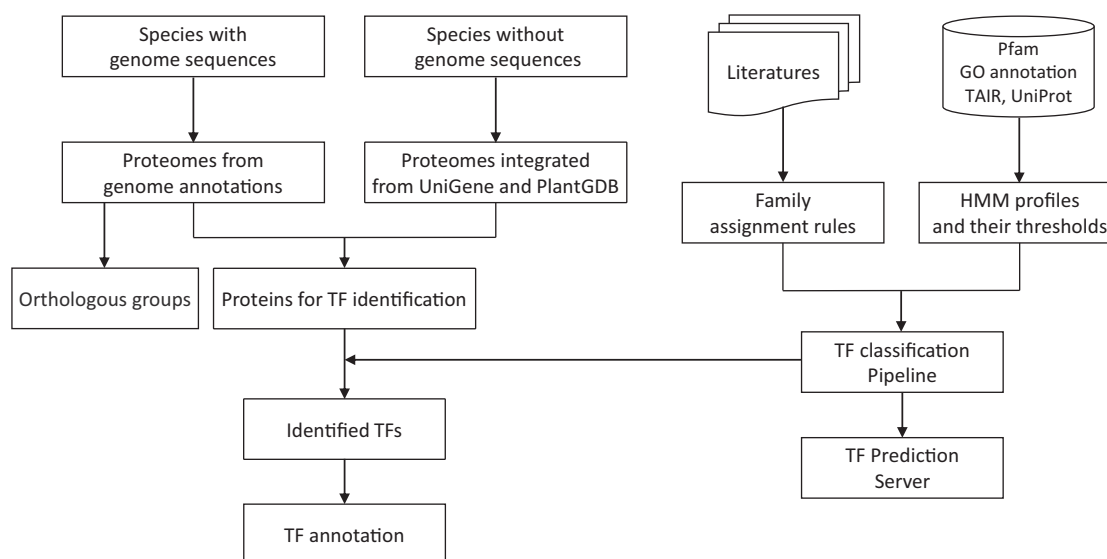 Species with
genome sequences
Species without
genome sequences
Literatures
Pfam
GO annotation
TAIR, UniProt
Proteomes from
genome annotations
Proteomes integrated
from UniGene and PlantGDB
Family
assignment rules
HMM profiles
and their thresholds
Orthologous groups
Proteins for TF identification
TF classification
Pipeline
Identified TFs
TF Prediction
Server
TF annotation